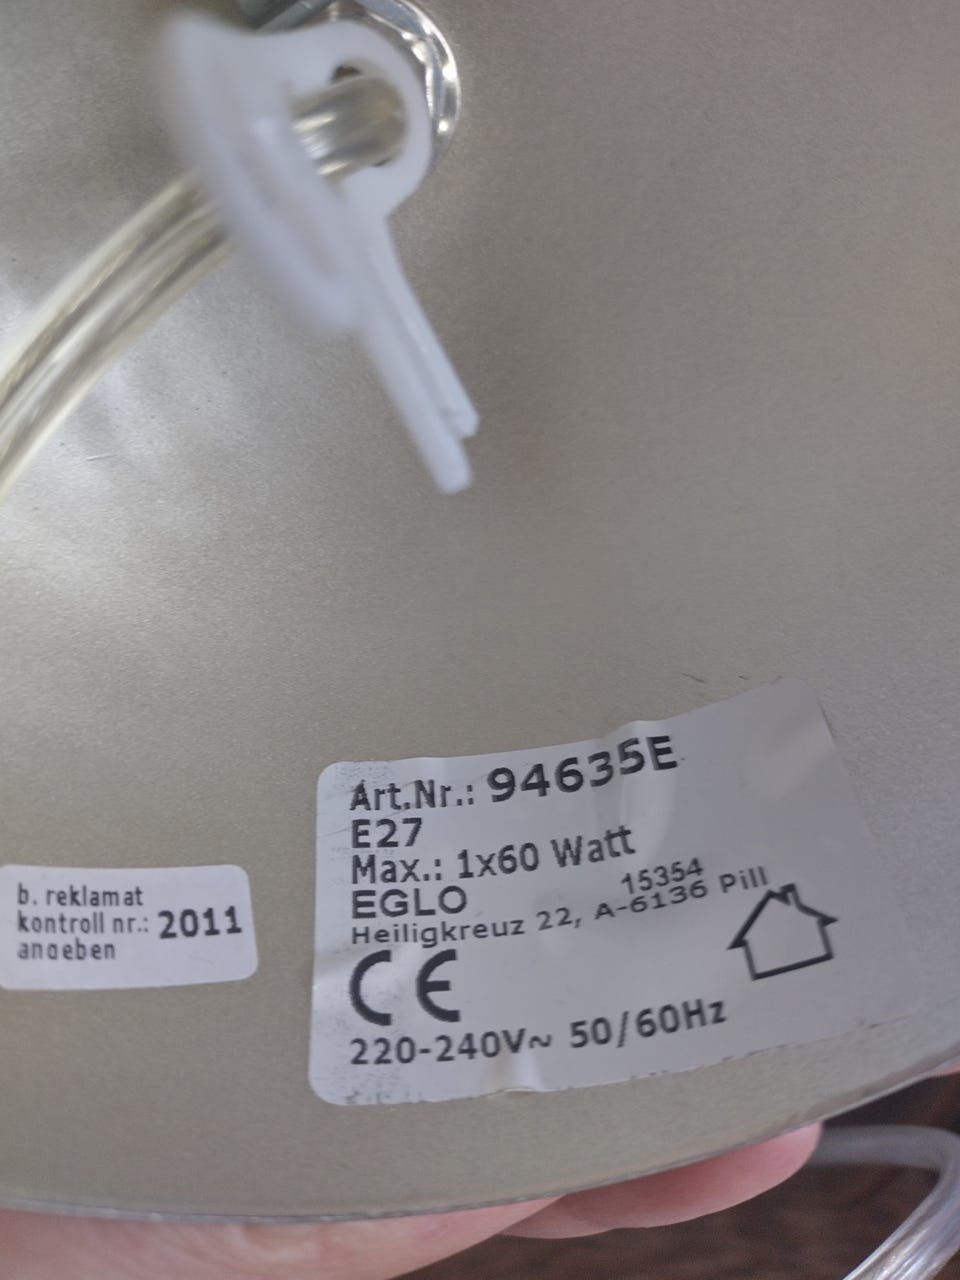 Art.Nr.: 94635E
E27
Max.: 1x60 Watt
EGLO 15354
Heiligkreuz 22, A-6136 Pill
CE
220-240V~ 50/60Hz
b. reklamat
kontroll nr.: 2011
angeben